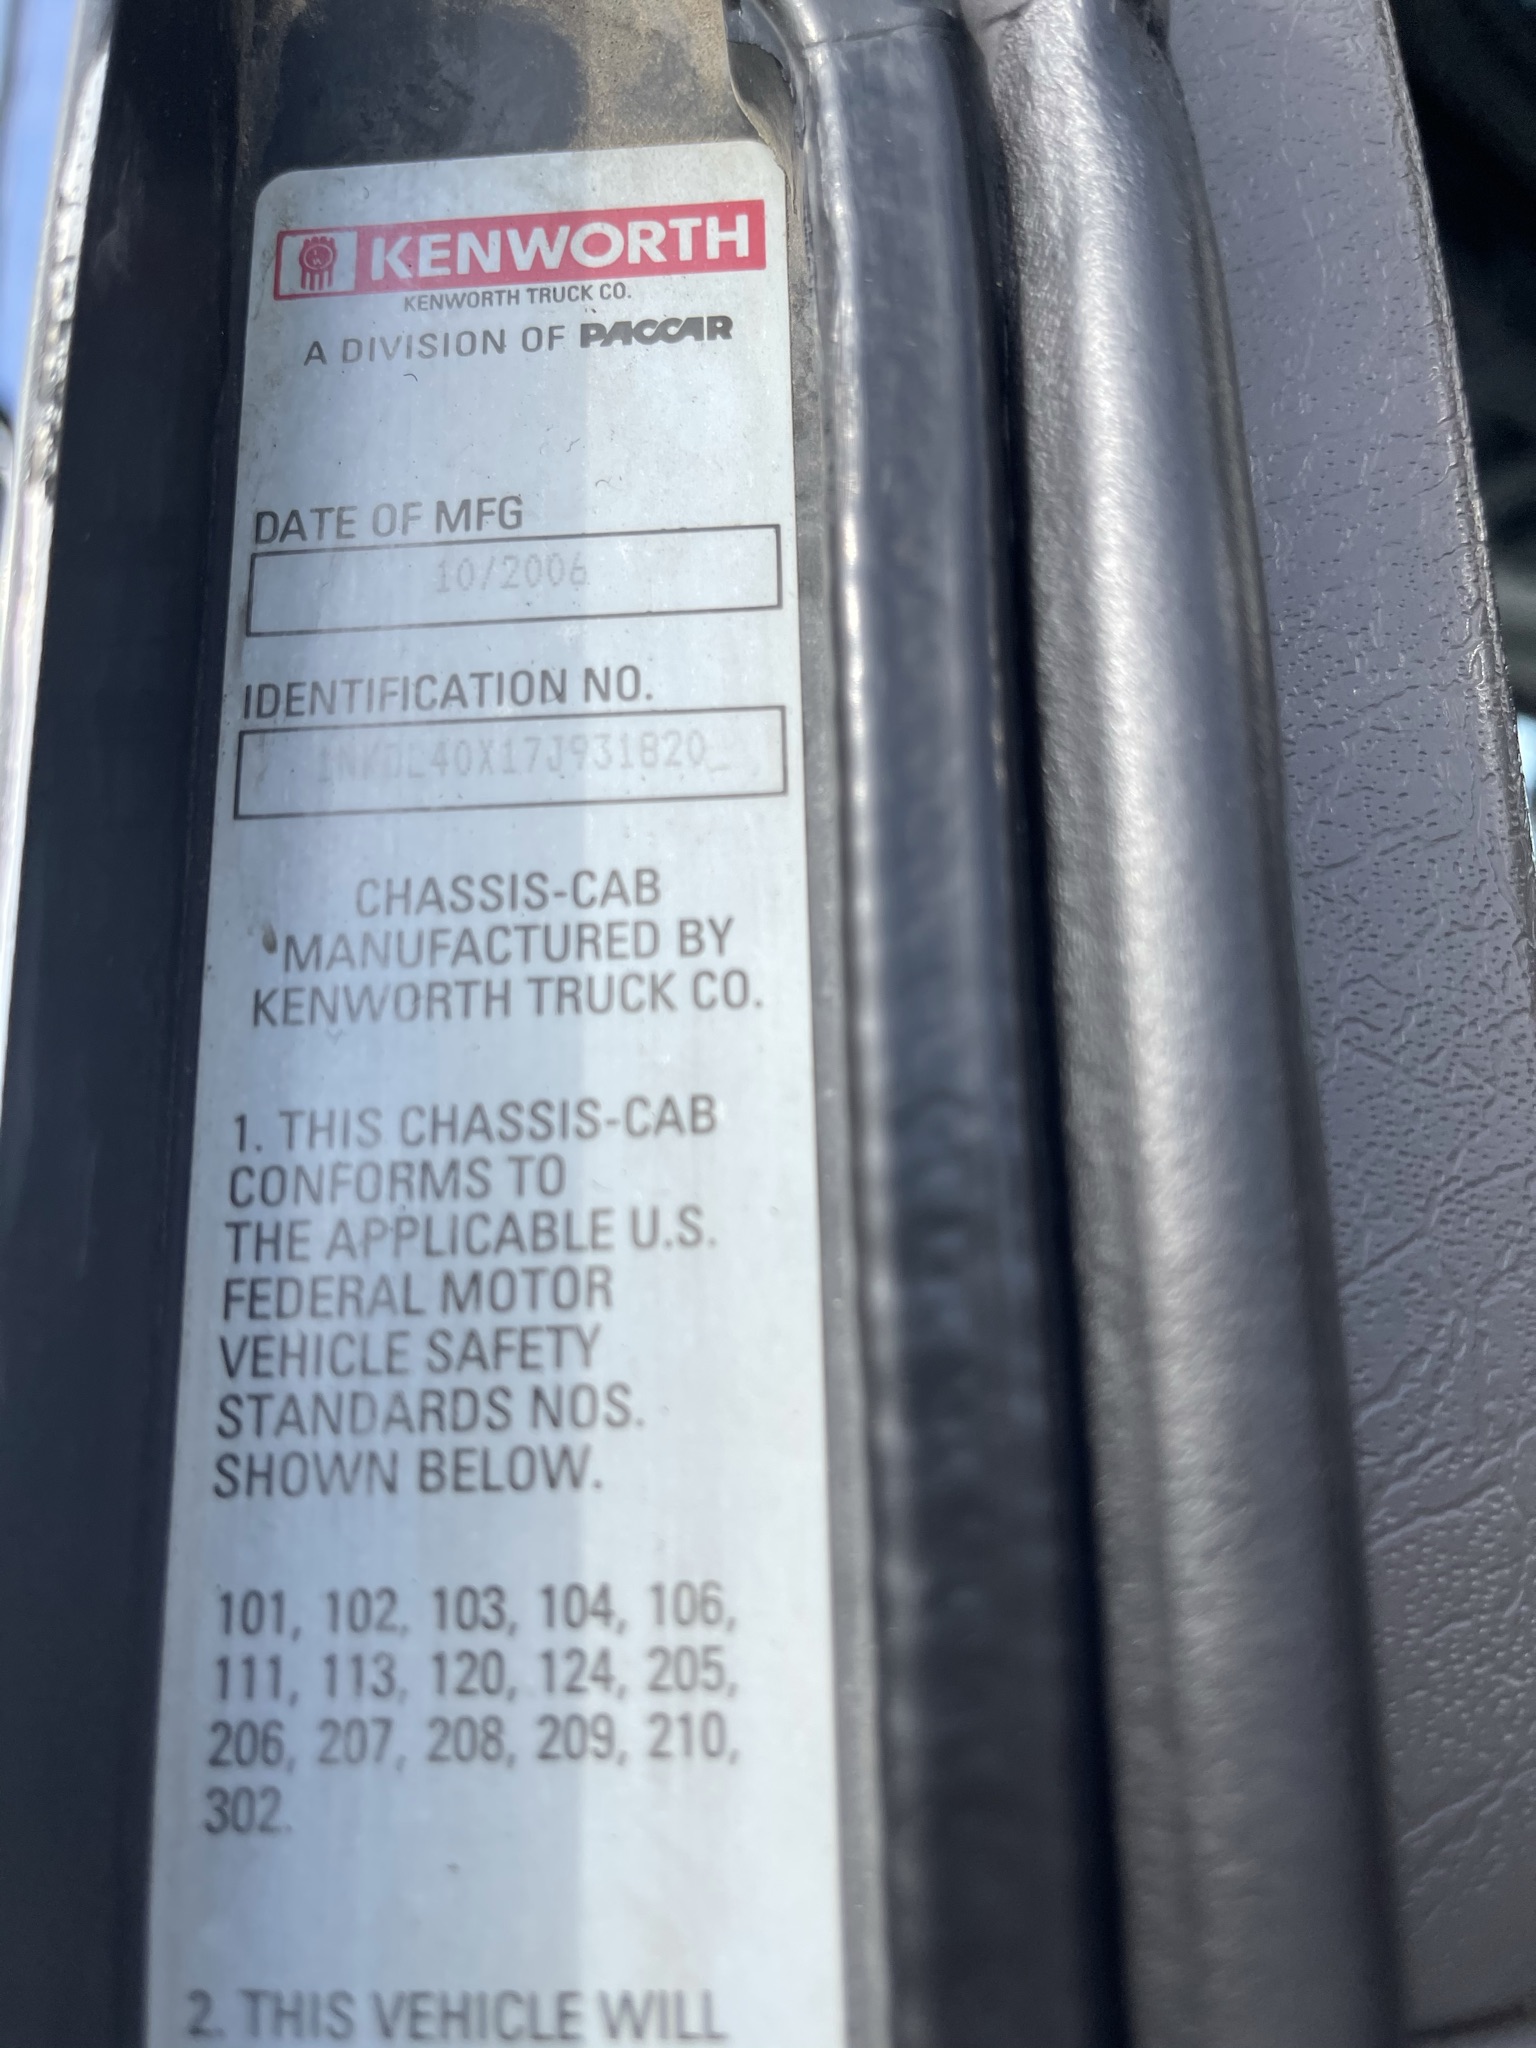 KENWORTH
KENWORTH TRUCK CO.
A DIVISION OF PACCAR
DATE OF MFG
10/2006
IDENTIFICATION NO.
1NKDL40X17J931820
CHASSIS-CAB
MANUFACTURED BY
KENWORTH TRUCK CO.
1. THIS CHASSIS-CAB
CONFORMS TO
THE APPLICABLE U.S.
FEDERAL MOTOR
VEHICLE SAFETY
STANDARDS NOS.
SHOWN BELOW.
101, 102, 103, 104, 106,
111, 113, 120, 124, 205,
206, 207, 208, 209, 210,
302.
2. THIS VEHICLE WILL